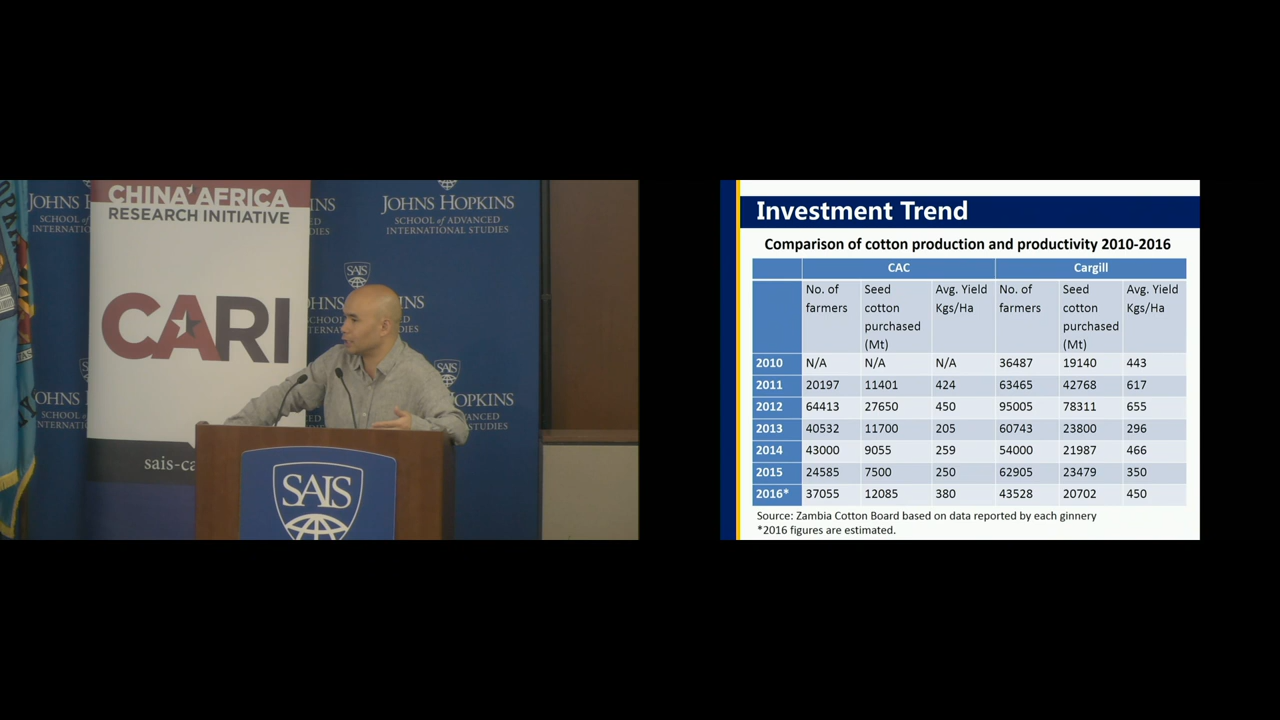 CHINA AFRICA
RESEARCH INITIATIVE
CARI
sais-ca
JOHNS HOPKINS
SCHOOL of ADVANCED
INTERNATIONAL STUDIES
SAIS
SAIS
SAIS
Investment Trend
Comparison of cotton production and productivity 2010-2016
CAC Cargill
No. of farmers Seed cotton purchased (Mt) Avg. Yield Kgs/Ha No. of farmers Seed cotton purchased (Mt) Avg. Yield Kgs/Ha
2010 N/A N/A N/A 36487 19140 443
2011 20197 11401 424 63465 42768 617
2012 64413 27650 450 95005 78311 655
2013 40532 11700 205 60743 23800 296
2014 43000 9055 259 54000 21987 466
2015 24585 7500 250 62905 23479 350
2016* 37055 12085 380 43528 20702 450
Source: Zambia Cotton Board based on data reported by each ginnery
*2016 figures are estimated.